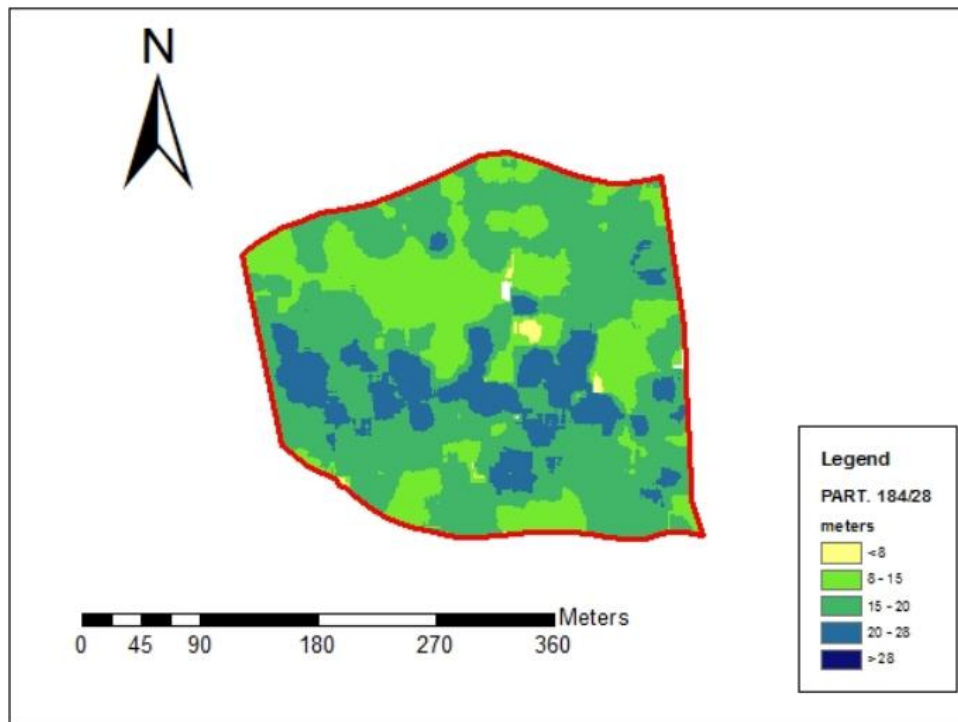 N
Legend
PART. 184/28
meters
<8
8 - 15
15 - 20
20 - 28
>28
Meters
0 45 90 180 270 360